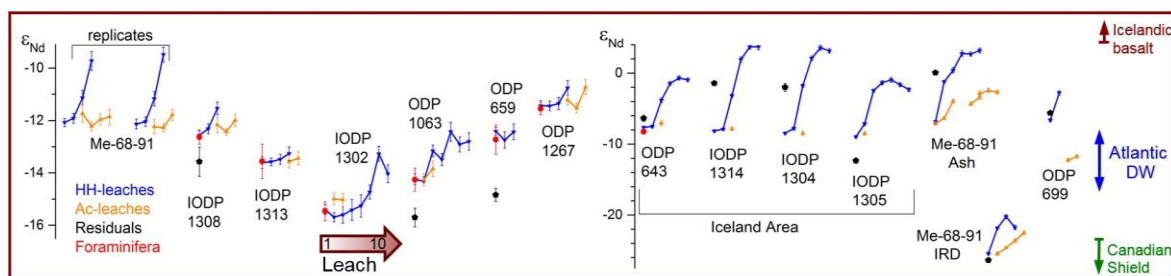 εNd
replicates
-10
-12
-14
-16
Me-68-91
HH-leaches
Ac-leaches
Residuals
Foraminifera
IODP
1308
IODP
1313
IODP
1302
1 10
Leach
ODP
1063
ODP
659
ODP
1267
εNd
0
-10
-20
ODP
643
IODP
1314
IODP
1304
IODP
1305
Iceland Area
Me-68-91
Ash
Me-68-91
IRD
ODP
699
Icelandic
basalt
Atlantic
DW
Canadian
Shield